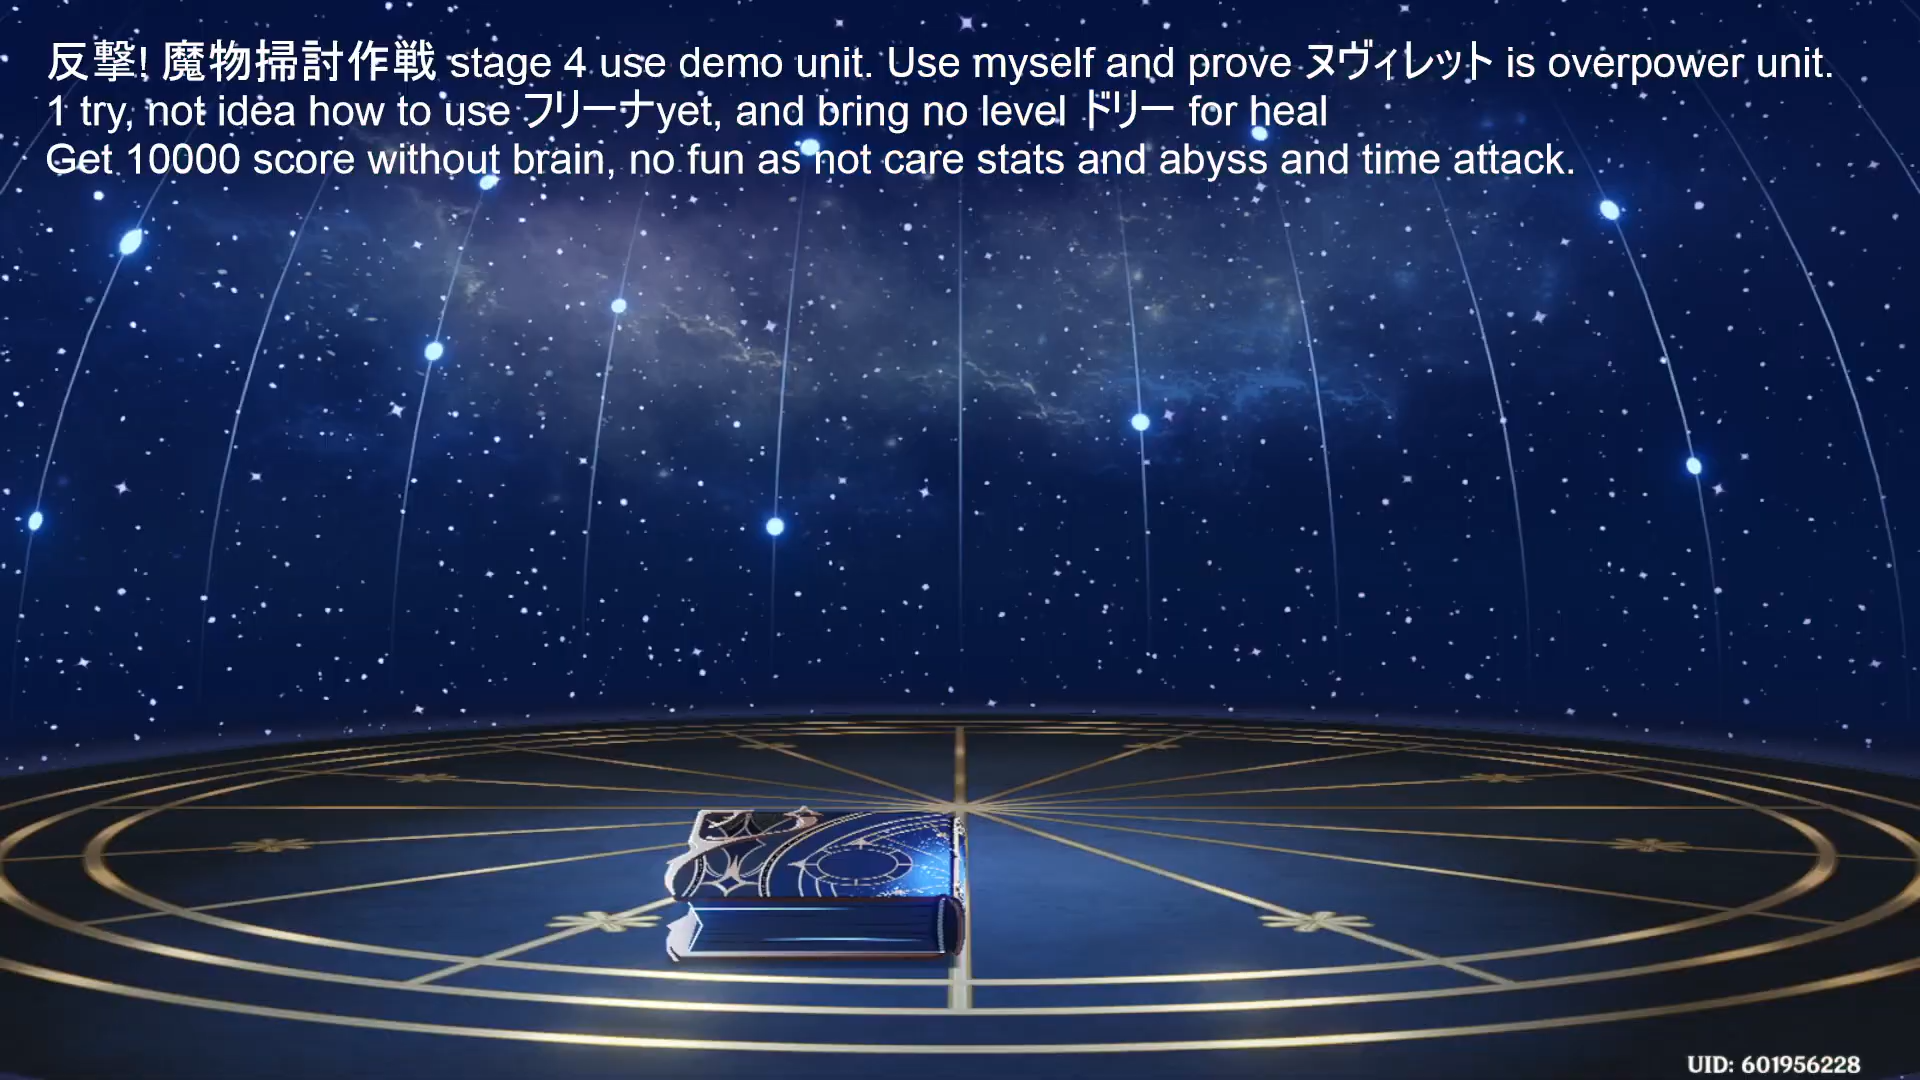 反撃! 魔物掃討作戦 stage 4 use demo unit. Use myself and prove ヌヴィレット is overpower unit.
1 try, not idea how to use フリーナyet, and bring no level ドリー for heal
Get 10000 score without brain, no fun as not care stats and abyss and time attack.
UID: 601956228